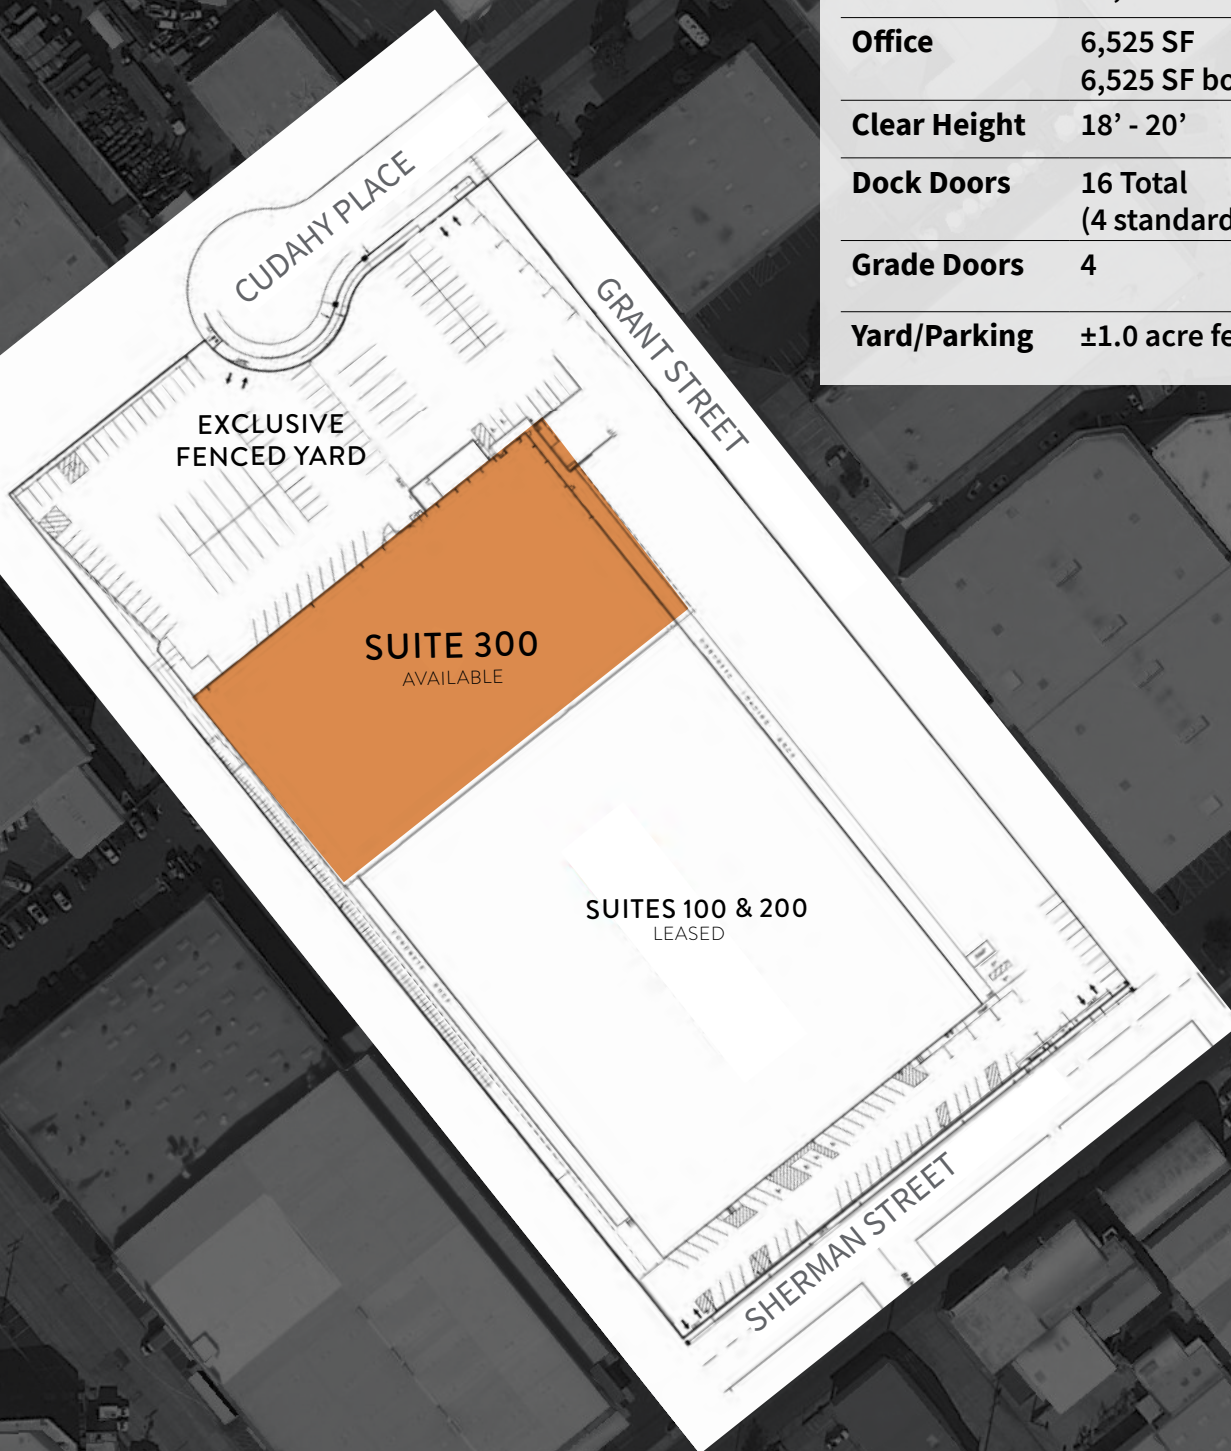 Office 6,525 SF
6,525 SF
Clear Height 18’ - 20’
Dock Doors 16 Total
(4 standard
Grade Doors 4
Yard/Parking ±1.0 acre
CUDAHY PLACE
GRANT STREET
EXCLUSIVE
FENCED YARD
SUITE 300
AVAILABLE
SUITES 100 & 200
LEASED
SHERMAN STREET